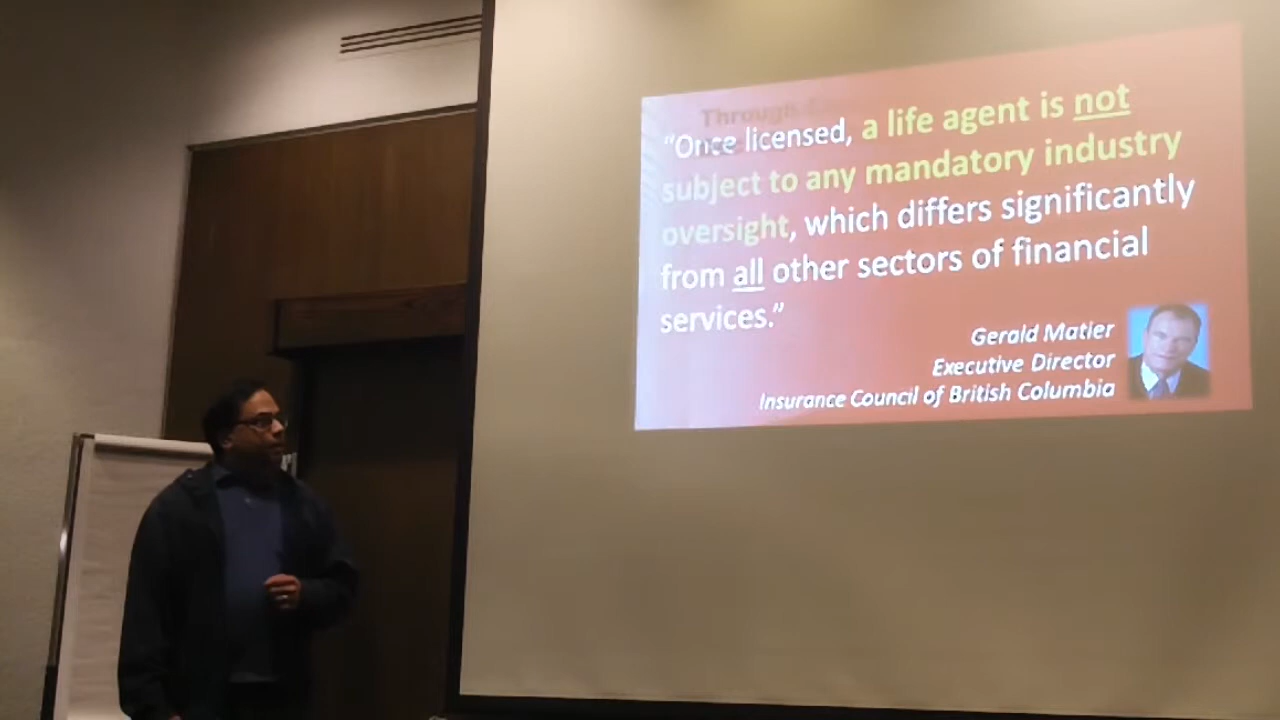 Through
"Once licensed, a life agent is not
subject to any mandatory industry
oversight, which differs significantly
from all other sectors of financial
services."
Gerald Matier
Executive Director
Insurance Council of British Columbia